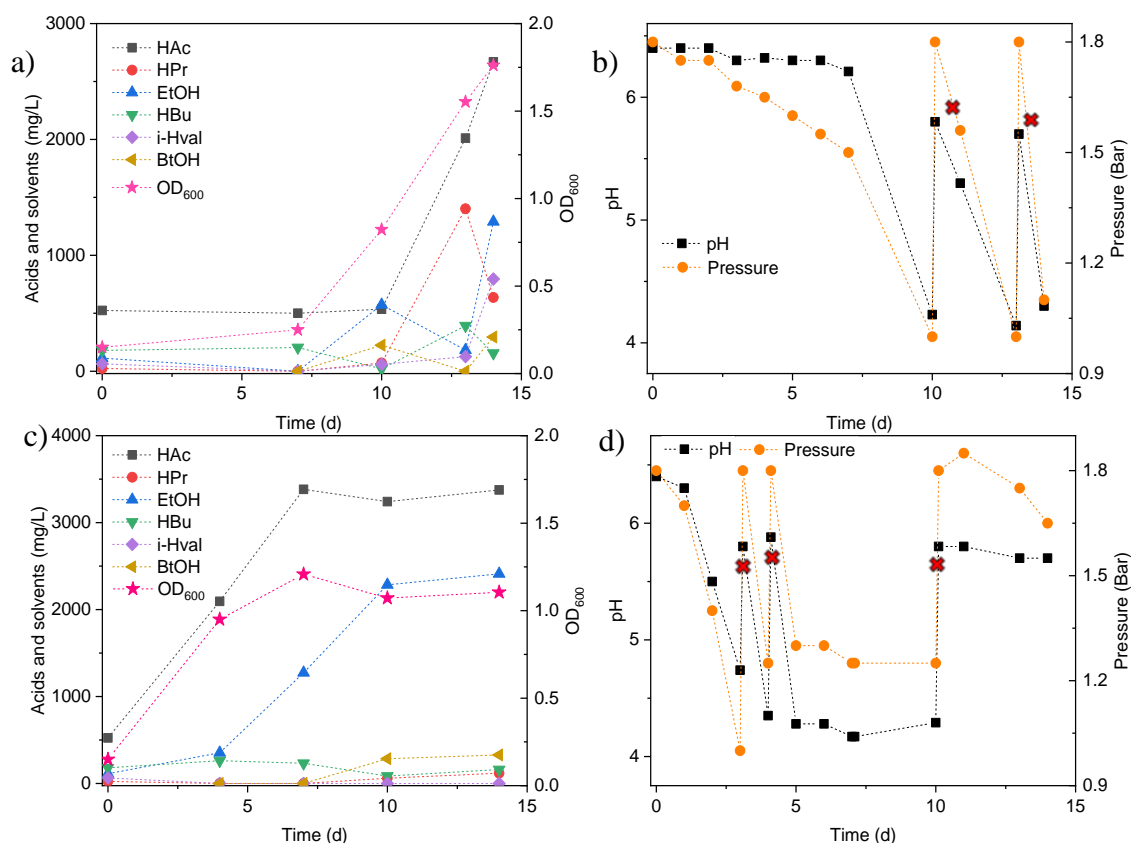 a)
3000
2000
1000
0
Acids and solvents (mg/L)
HAc
HPr
EtOH
HBu
i-Hval
BtOH
OD600
2.0
1.5
1.0
0.5
0.0
OD600
0
5
10
15
Time (d)
b)
6
5
4
pH
pH
Pressure
1.8
1.5
1.2
0.9
Pressure (Bar)
0
5
10
15
Time (d)
c)
4000
3000
2000
1000
0
Acids and solvents (mg/L)
HAc
HPr
EtOH
HBu
i-Hval
BtOH
OD600
2.0
1.5
1.0
0.5
0.0
OD600
0
5
10
15
Time (d)
d)
6
5
4
pH
pH
Pressure
1.8
1.5
1.2
0.9
Pressure (Bar)
0
5
10
15
Time (d)